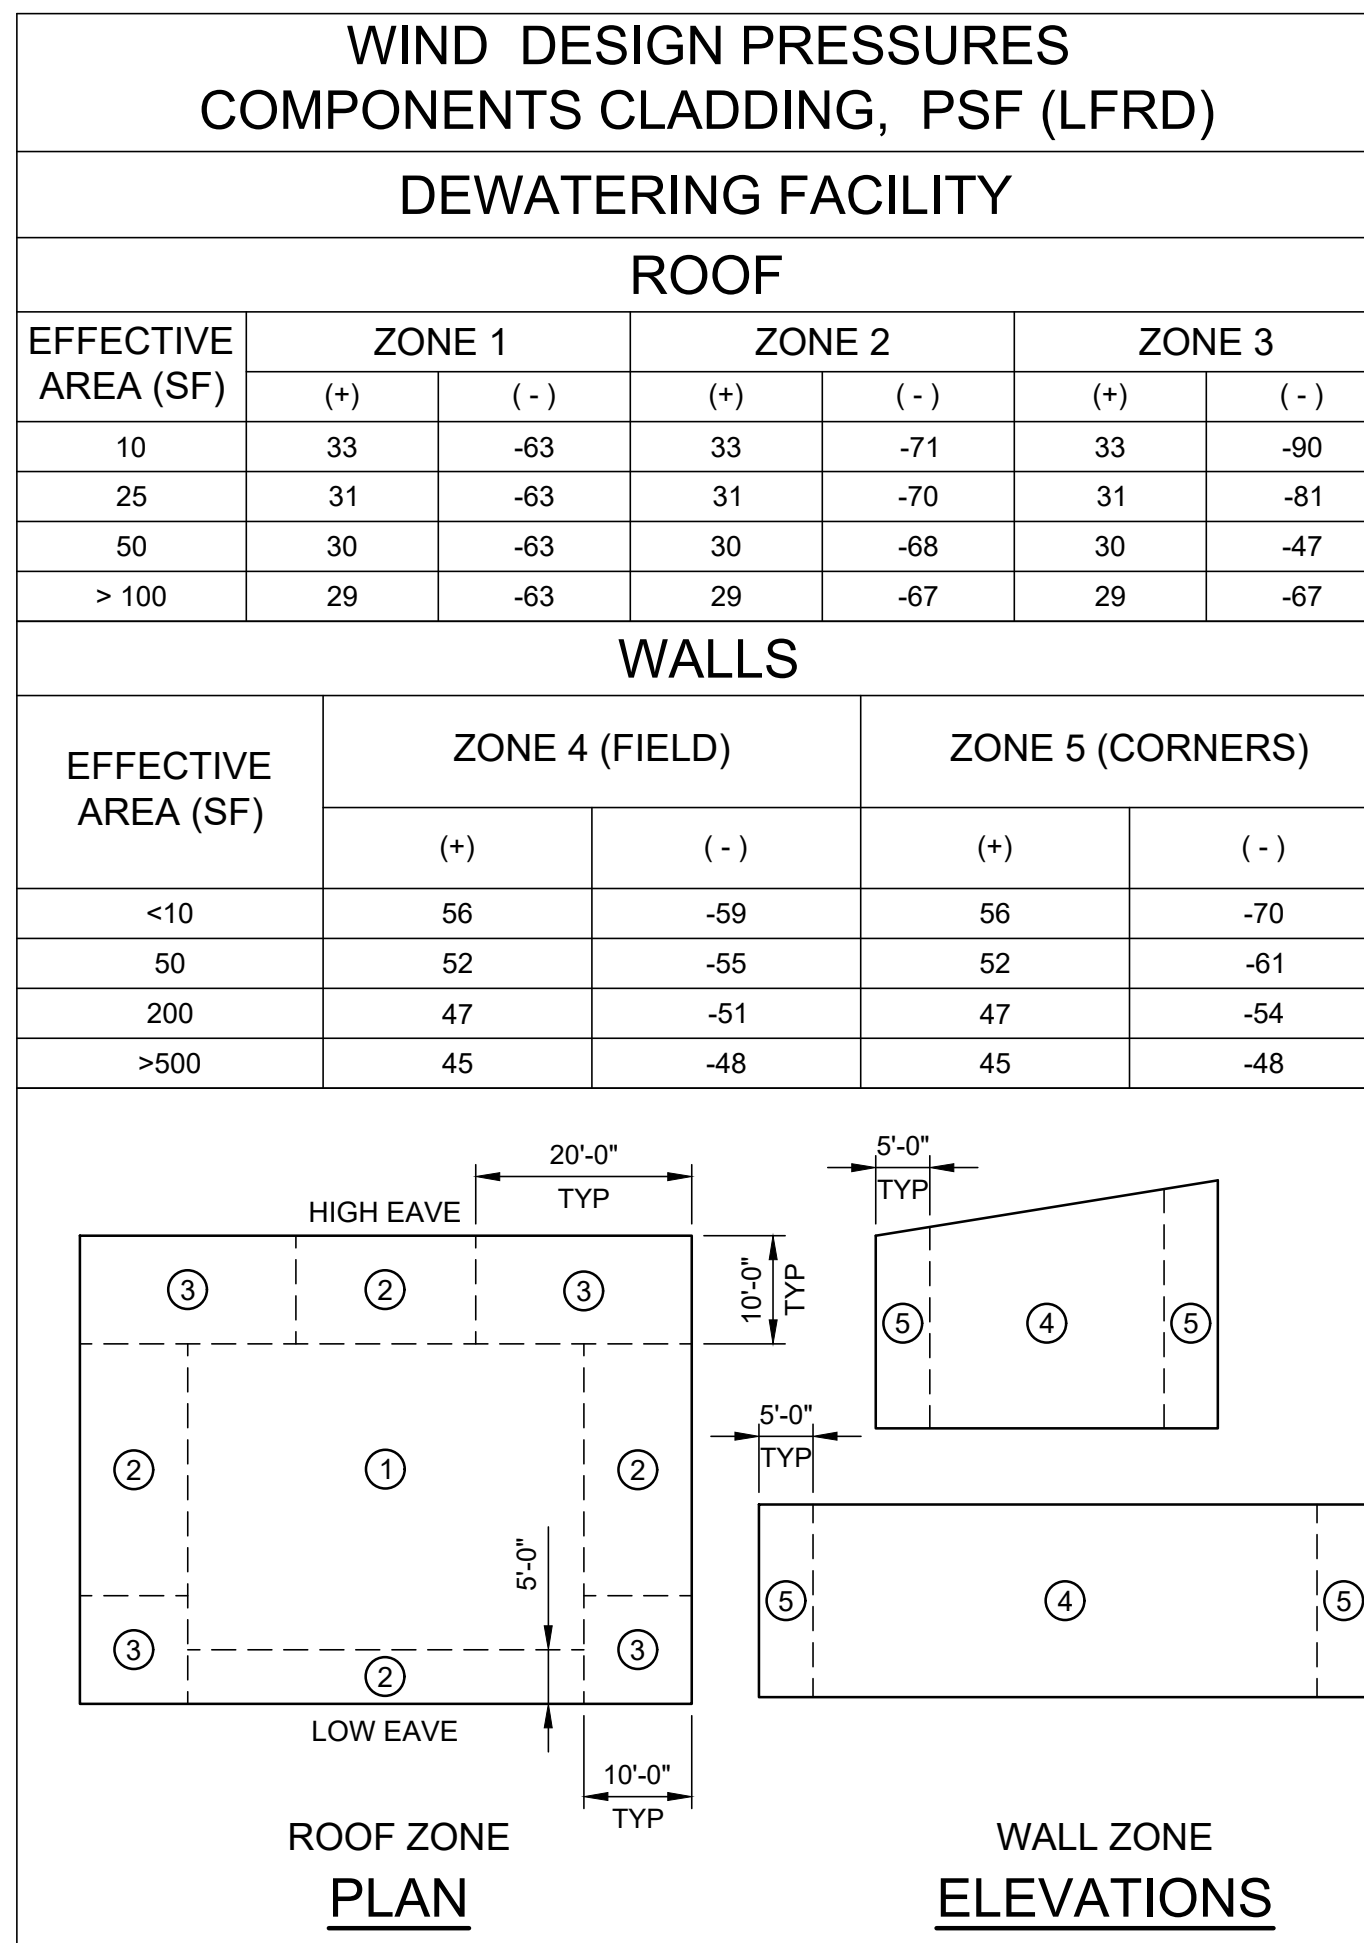 WIND DESIGN PRESSURES
COMPONENTS CLADDING, PSF (LFRD)
DEWATERING FACILITY
ROOF
EFFECTIVE AREA (SF) ZONE 1 ZONE 2 ZONE 3
(+) ( - ) (+) ( - ) (+) ( - )
10 33 -63 33 -71 33 -90
25 31 -63 31 -70 31 -81
50 30 -63 30 -68 30 -47
> 100 29 -63 29 -67 29 -67
WALLS
EFFECTIVE AREA (SF) ZONE 4 (FIELD) ZONE 5 (CORNERS)
(+) ( - ) (+) ( - )
<10 56 -59 56 -70
50 52 -55 52 -61
200 47 -51 47 -54
>500 45 -48 45 -48
20'-0"
TYP
HIGH EAVE
3 2 3
10'-0"
TYP
2 1 2
5'-0"
3 2 3
LOW EAVE
10'-0"
TYP
ROOF ZONE
PLAN
5'-0"
TYP
5 4 5
5'-0"
TYP
5 4 5
WALL ZONE
ELEVATIONS